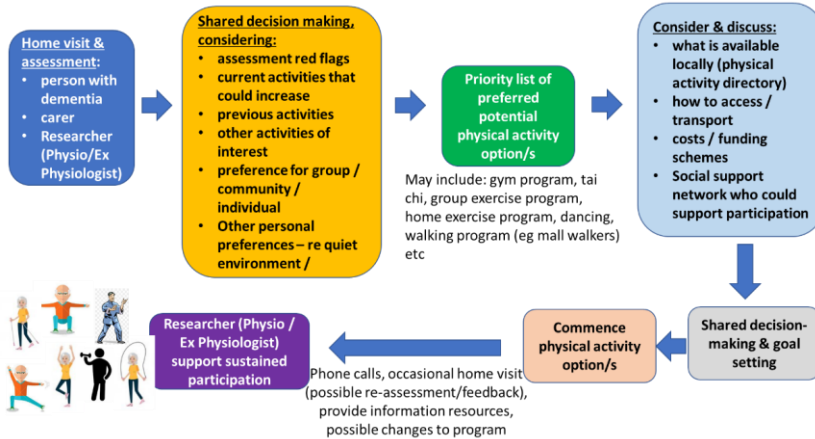 Home visit &
assessment:
• person with
dementia
• carer
• Researcher
(Physio/Ex
Physiologist)
Shared decision making,
considering:
• assessment red flags
• current activities that
could increase
• previous activities
• other activities of
interest
• preference for group /
community /
individual
• Other personal
preferences – re quiet
environment /
Priority list of
preferred
potential
physical activity
option/s
May include: gym program, tai
chi, group exercise program,
home exercise program, dancing,
walking program (eg mall walkers)
etc
Consider & discuss:
• what is available
locally (physical
activity directory)
• how to access /
transport
• costs / funding
schemes
• Social support
network who could
support participation
Shared decision-
making & goal
setting
Commence
physical activity
option/s
Phone calls, occasional home visit
(possible re-assessment/feedback),
provide information resources,
possible changes to program
Researcher (Physio /
Ex Physiologist)
support sustained
participation